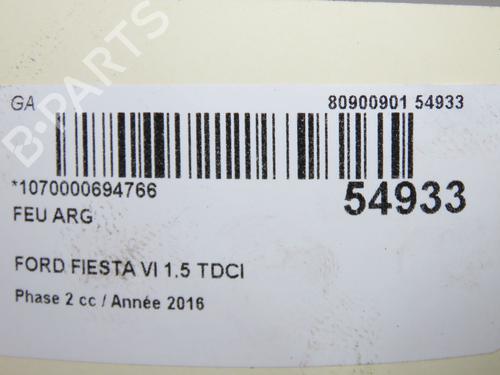 GA
80900901 54933
*1070000694766
54933
FEU ARG
FORD FIESTA VI 1.5 TDCI
Phase 2 cc / Année 2016
B-PARTS